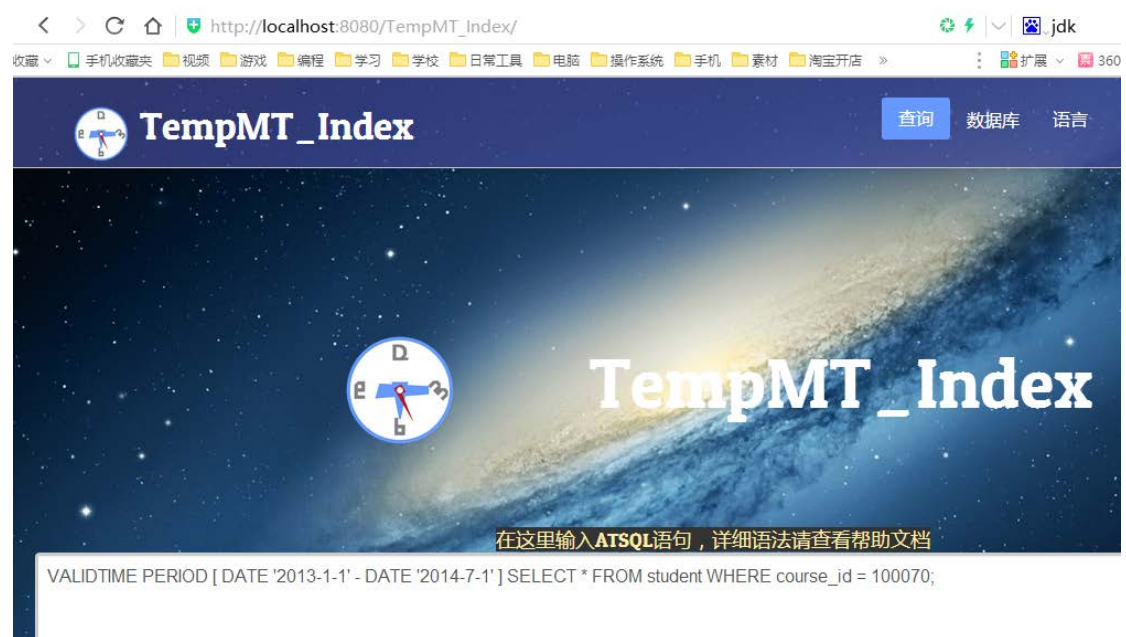 http://localhost:8080/TempMT_Index/
jdk
收藏 手机收藏夹 视频 游戏 编程 学习 学校 日常工具 电脑 操作系统 手机 素材 淘宝开店 » 扩展 360
TempMT_Index 查询 数据库 语言
TempMT_Index
在这里输入ATSQL语句，详细语法请查看帮助文档
VALIDTIME PERIOD [ DATE '2013-1-1' - DATE '2014-7-1' ] SELECT * FROM student WHERE course_id = 100070;